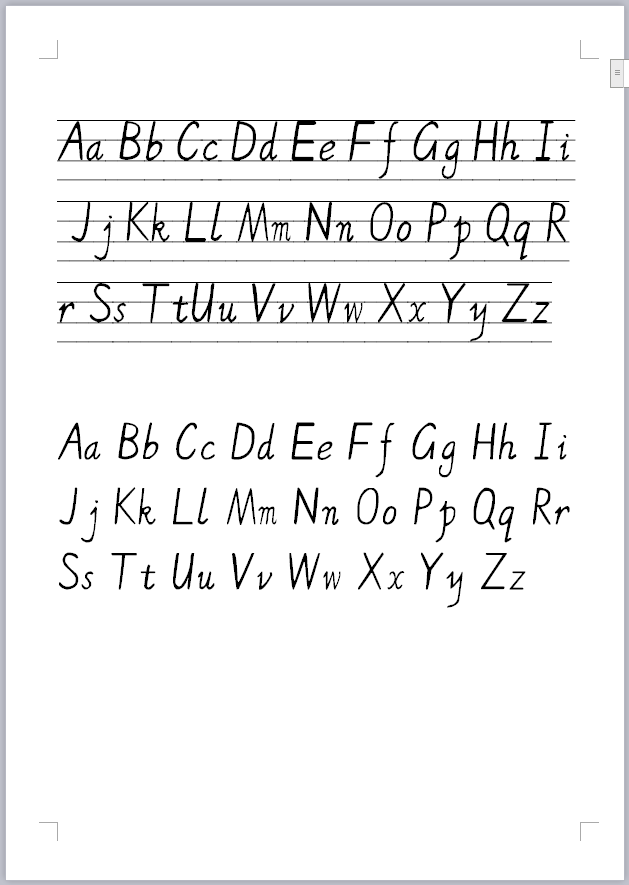 Aa Bb Cc Dd Ee Ff Gg Hh Ii
Jj Kk Ll Mm Nn Oo Pp Qq R
r Ss TtUu Vv Ww Xx Yy Zz
Aa Bb Cc Dd Ee Ff Gg Hh Ii
Jj Kk Ll Mm Nn Oo Pp Qq Rr
Ss Tt Uu Vv Ww Xx Yy Zz